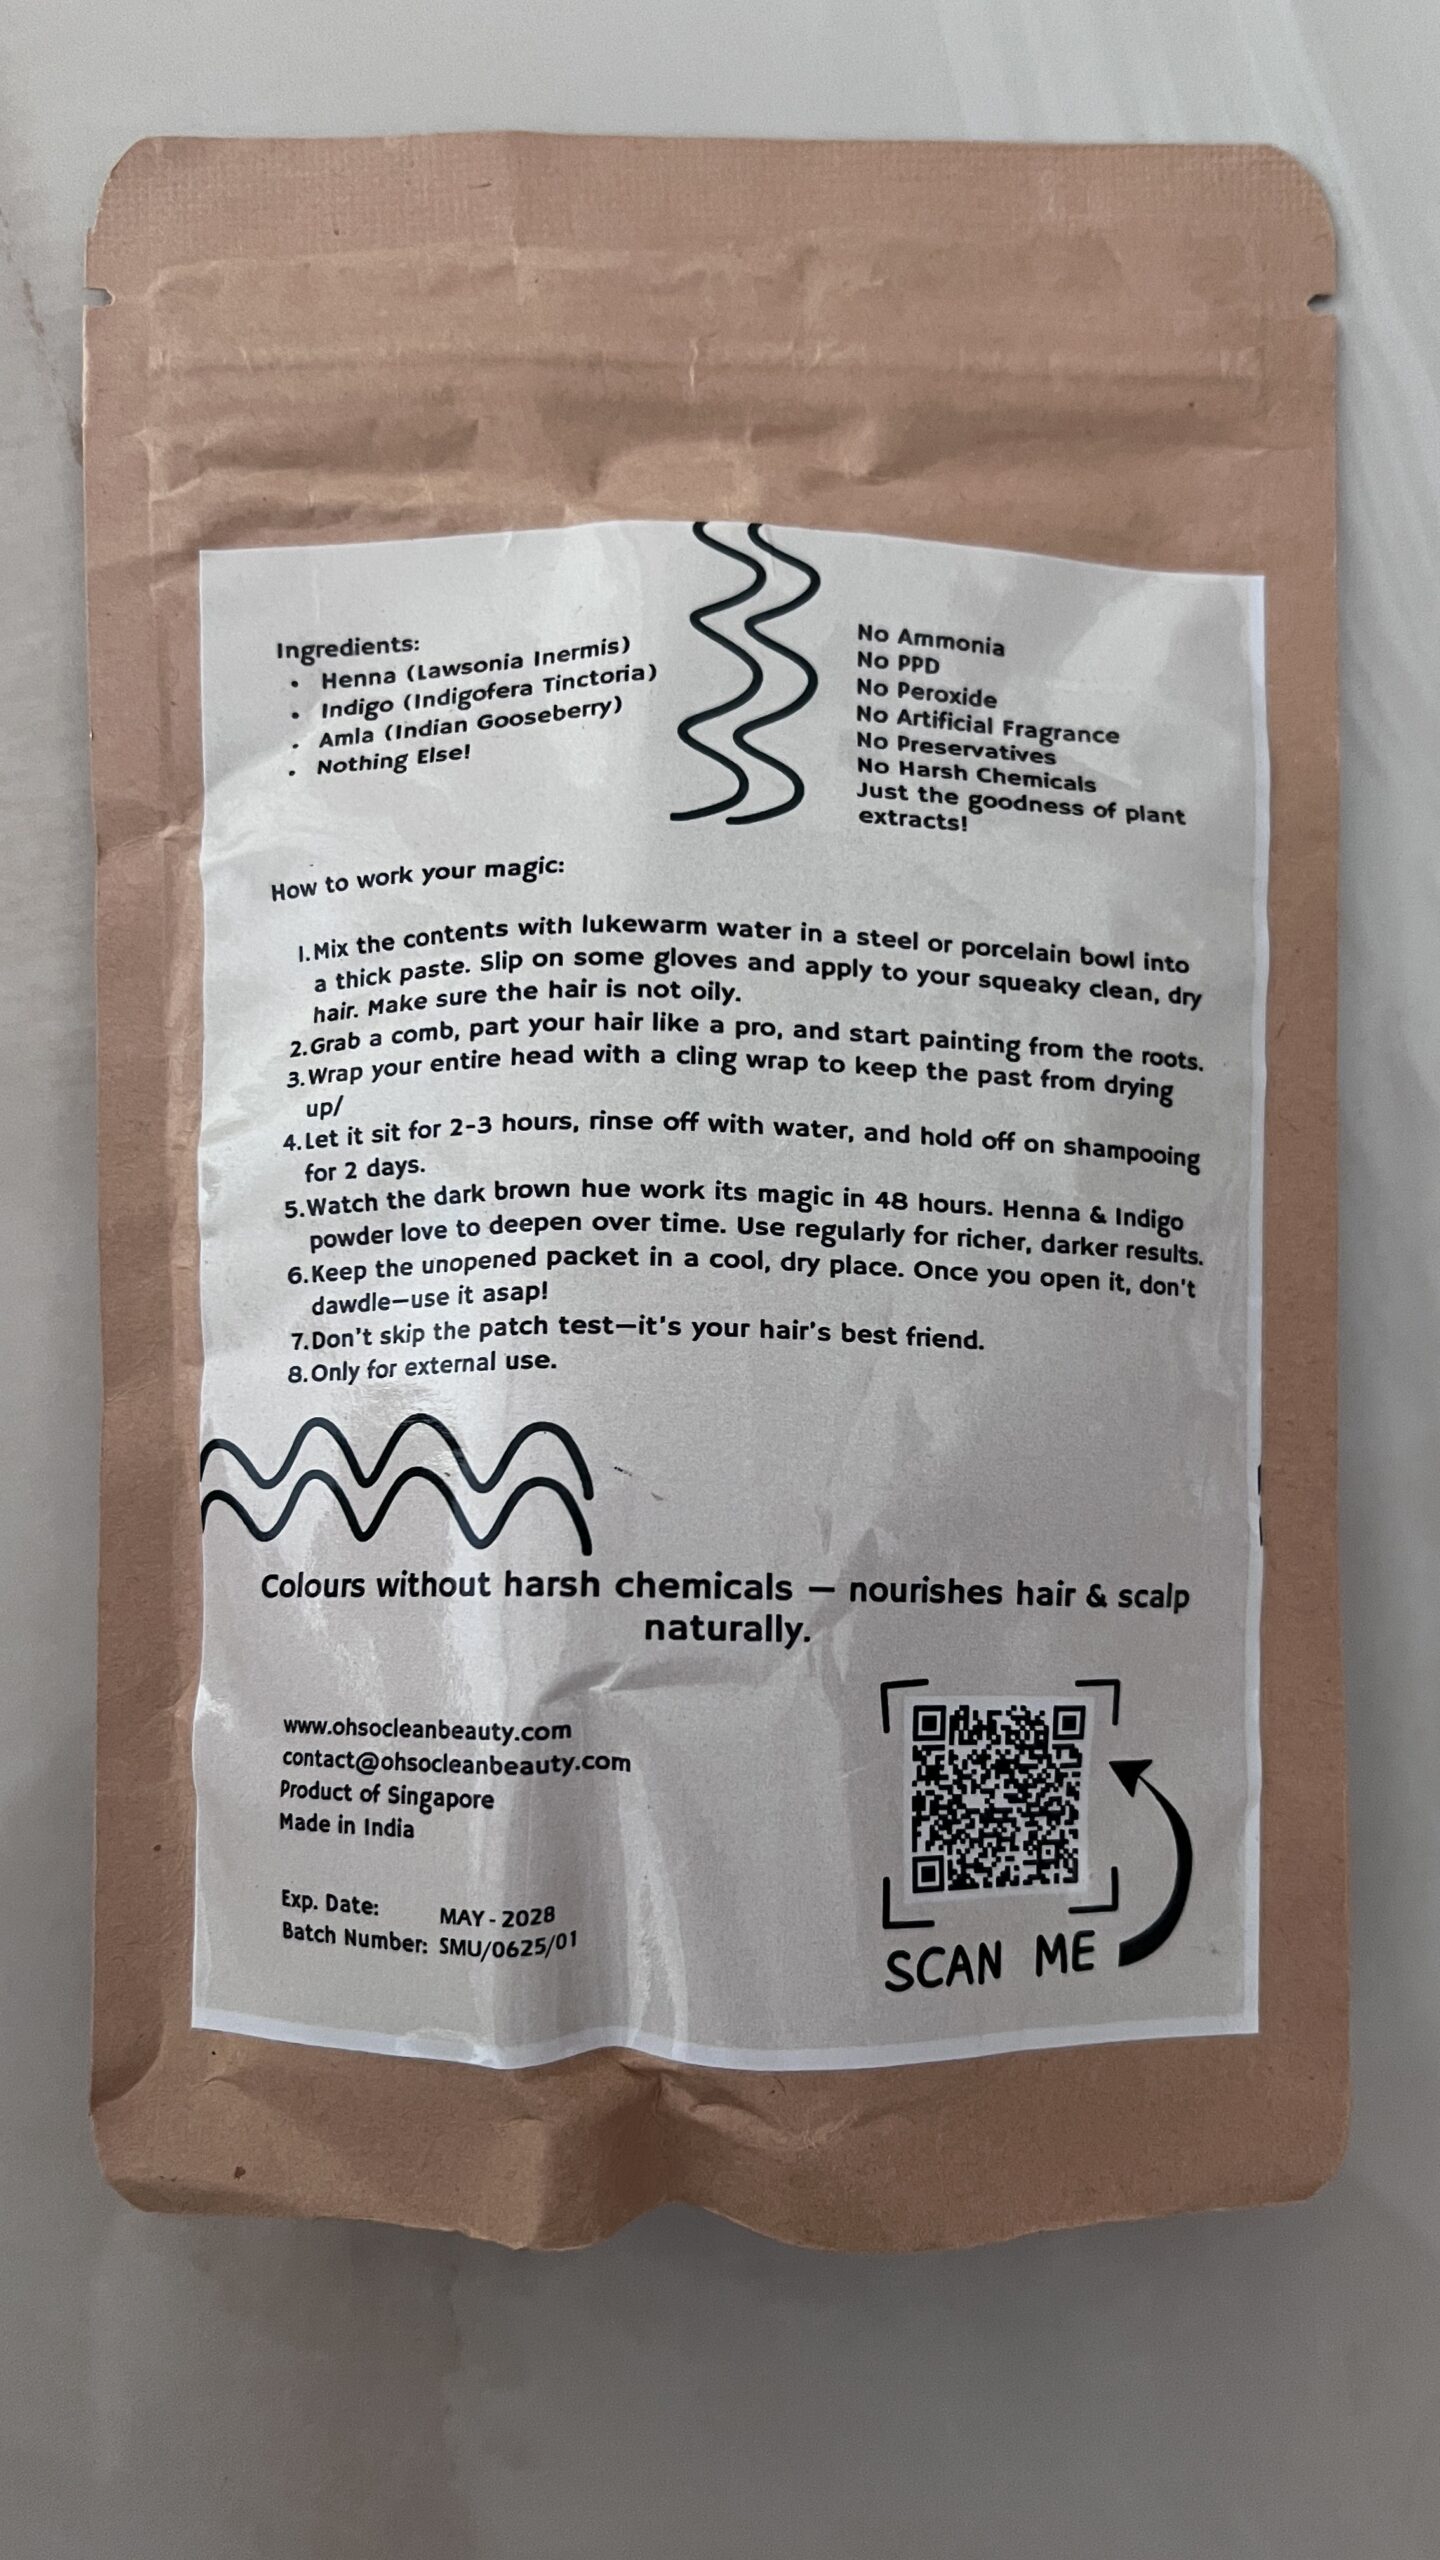 Ingredients:
• Henna (Lawsonia Inermis)
• Indigo (Indigofera Tinctoria)
• Amla (Indian Gooseberry)
• Nothing Else!
No Ammonia
No PPD
No Peroxide
No Artificial Fragrance
No Preservatives
No Harsh Chemicals
Just the goodness of plant
extracts!
How to work your magic:
1.Mix the contents with lukewarm water in a steel or porcelain bowl into
a thick paste. Slip on some gloves and apply to your squeaky clean, dry
hair. Make sure the hair is not oily.
2.Grab a comb, part your hair like a pro, and start painting from the roots.
3.Wrap your entire head with a cling wrap to keep the past from drying
up/
4.Let it sit for 2-3 hours, rinse off with water, and hold off on shampooing
for 2 days.
5.Watch the dark brown hue work its magic in 48 hours. Henna & Indigo
powder love to deepen over time. Use regularly for richer, darker results.
6.Keep the unopened packet in a cool, dry place. Once you open it, don't
dawdle—use it asap!
7.Don't skip the patch test—it's your hair's best friend.
8.Only for external use.
Colours without harsh chemicals — nourishes hair & scalp
naturally.
www.ohsocleanbeauty.com
contact@ohsocleanbeauty.com
Product of Singapore
Made in India
Exp. Date: MAY - 2028
Batch Number: SMU/0625/01
SCAN ME